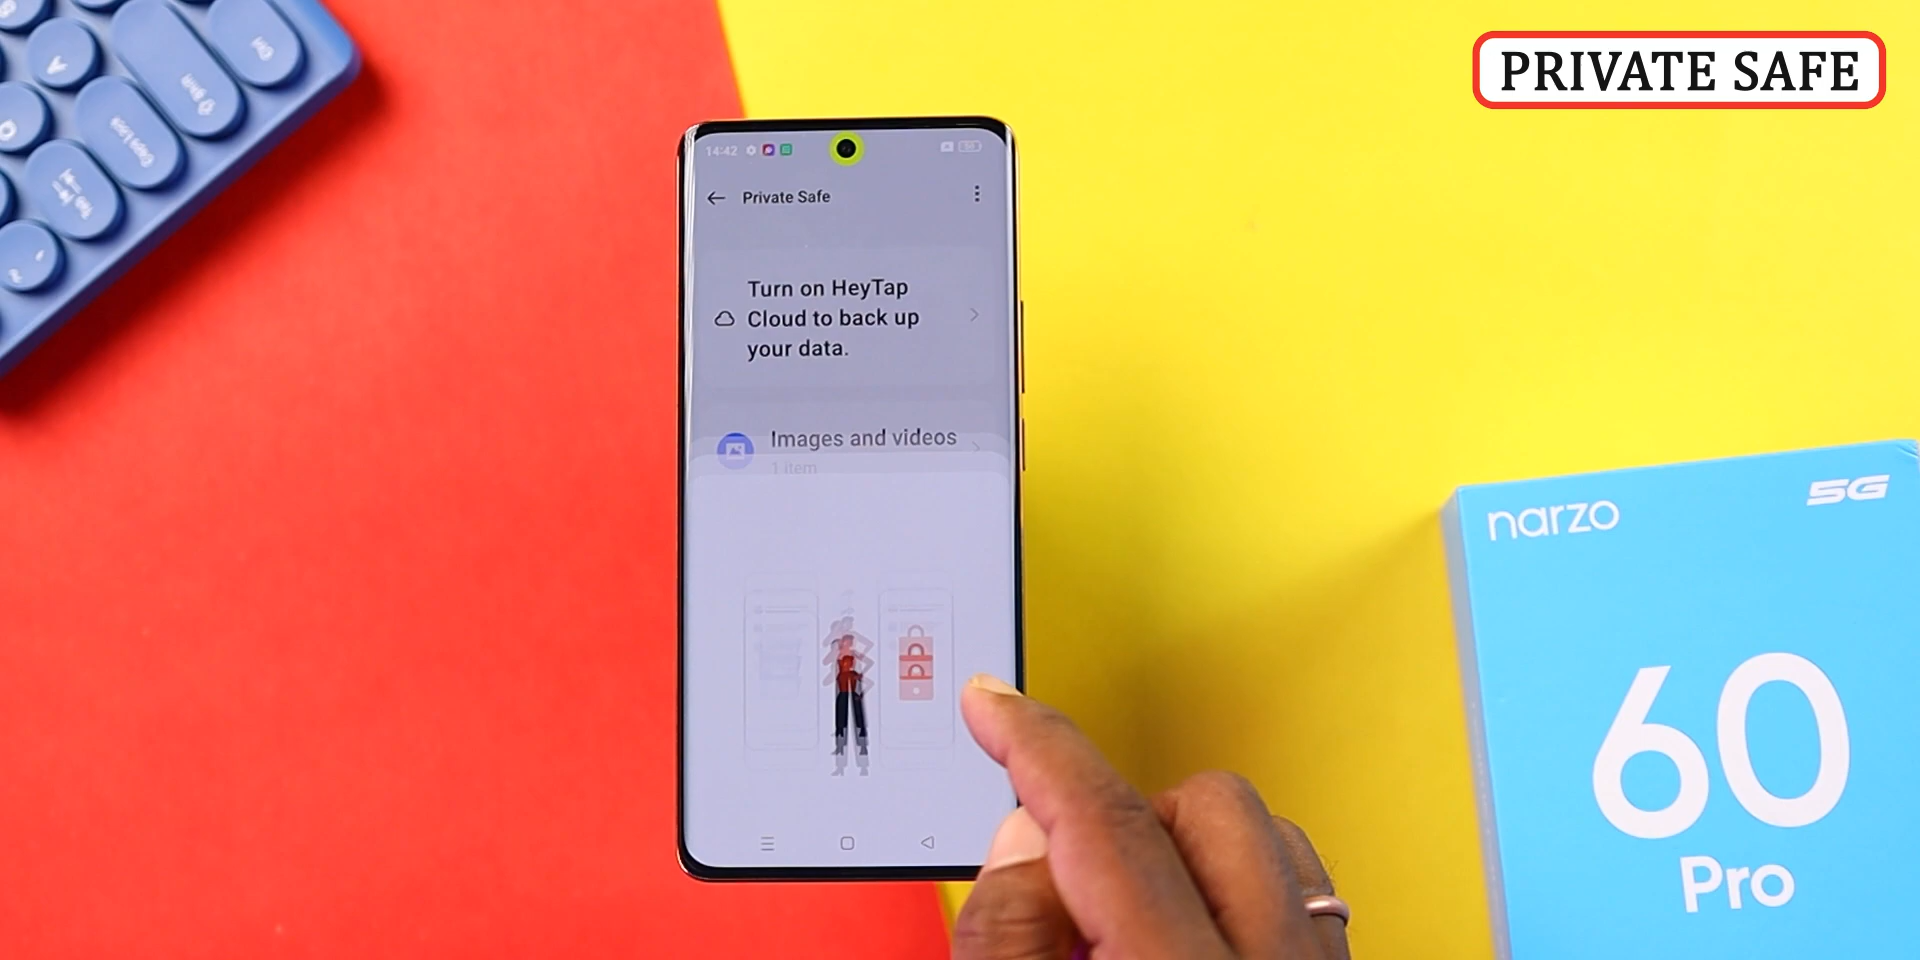 PRIVATE SAFE
14:42
Private Safe
Turn on HeyTap
Cloud to back up
your data.
Images and videos
1 item
narzo
5G
60
Pro